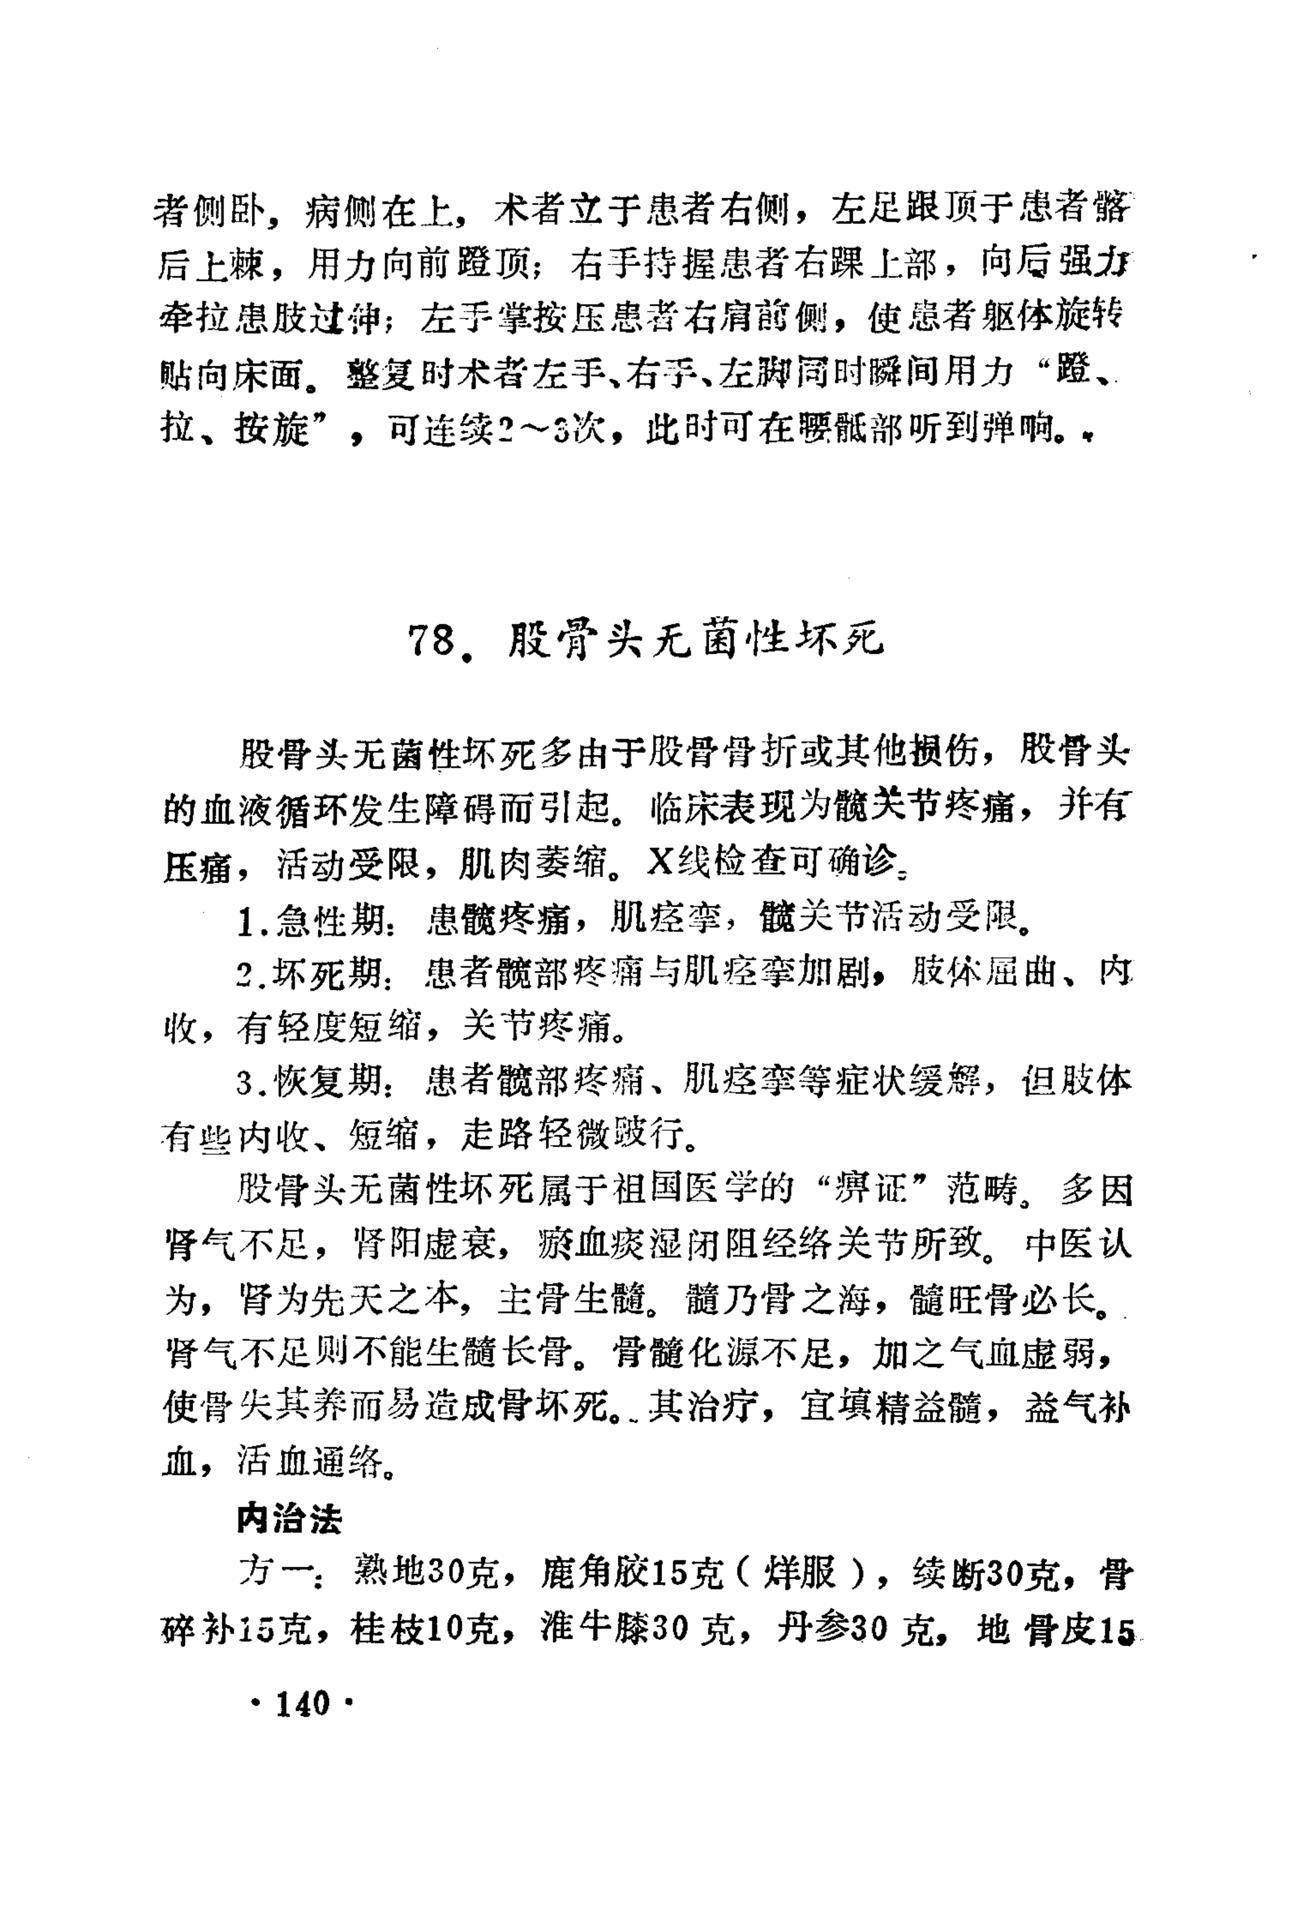 者侧卧，病侧在上，术者立于患者右侧，左足跟顶于患者髂
后上棘，用力向前蹬顶；右手持握患者右踝上部，向后强力
牵拉患肢过伸；左手掌按压患者右肩前侧，使患者躯体旋转
贴向床面。整复时术者左手、右手、左脚同时瞬间用力“蹬、
拉、按旋”，可连续2～3次，此时可在腰骶部听到弹响。
78．股骨头无菌性坏死
股骨头无菌性坏死多由于股骨骨折或其他损伤，股骨头
的血液循环发生障碍而引起。临床表现为髋关节疼痛，并有
压痛，活动受限，肌肉萎缩。X线检查可确诊。
1.急性期：患髋疼痛，肌痉挛，髋关节活动受限。
2.坏死期：患者髋部疼痛与肌痉挛加剧，肢体屈曲、内
收，有轻度短缩，关节疼痛。
3.恢复期：患者髋部疼痛、肌痉挛等症状缓解，但肢体
有些内收、短缩，走路轻微跛行。
股骨头无菌性坏死属于祖国医学的“痹证”范畴。多因
肾气不足，肾阳虚衰，瘀血痰湿闭阻经络关节所致。中医认
为，肾为先天之本，主骨生髓。髓乃骨之海，髓旺骨必长。
肾气不足则不能生髓长骨。骨髓化源不足，加之气血虚弱，
使骨失其养而易造成骨坏死。其治疗，宜填精益髓，益气补
血，活血通络。
内治法
方一：熟地30克，鹿角胶15克（烊服），续断30克，骨
碎补15克，桂枝10克，淮牛膝30克，丹参30克，地骨皮15
·140·